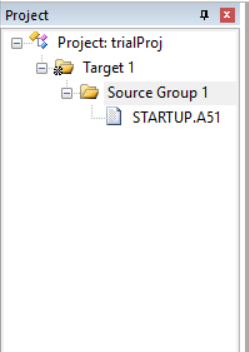 Project
Project: trialProj
Target 1
Source Group 1
STARTUP.A51